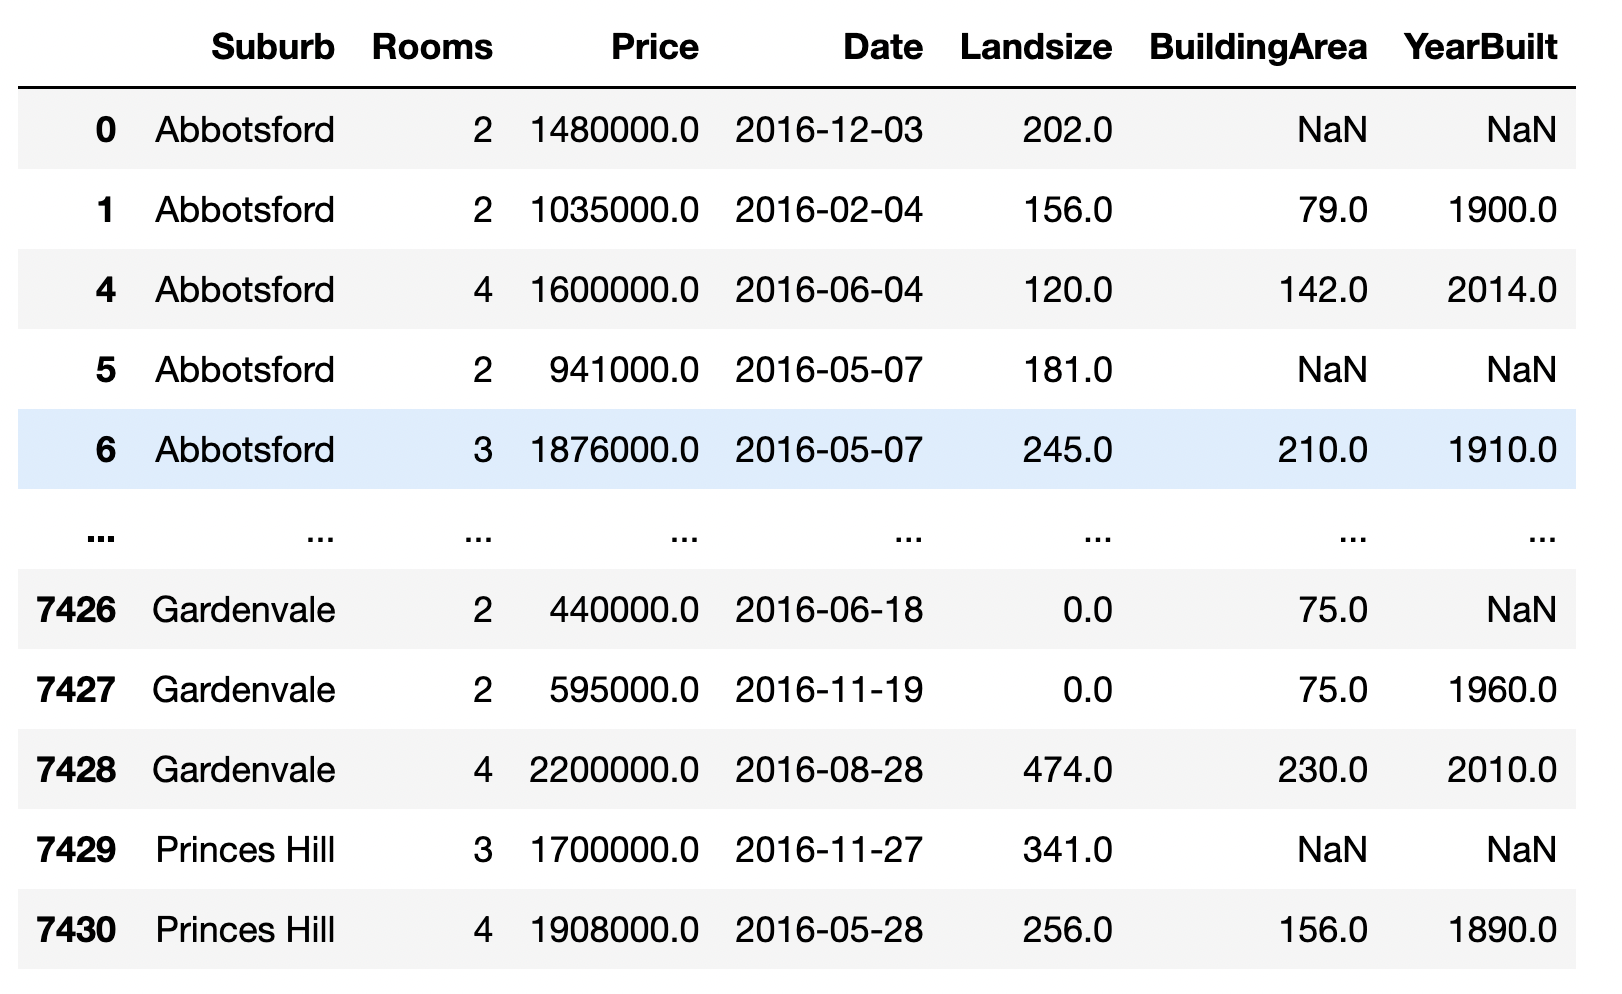 Suburb Rooms Price Date Landsize BuildingArea YearBuilt
0 Abbotsford 2 1480000.0 2016-12-03 202.0 NaN NaN
1 Abbotsford 2 1035000.0 2016-02-04 156.0 79.0 1900.0
4 Abbotsford 4 1600000.0 2016-06-04 120.0 142.0 2014.0
5 Abbotsford 2 941000.0 2016-05-07 181.0 NaN NaN
6 Abbotsford 3 1876000.0 2016-05-07 245.0 210.0 1910.0
... ... ... ... ... ... ... ...
7426 Gardenvale 2 440000.0 2016-06-18 0.0 75.0 NaN
7427 Gardenvale 2 595000.0 2016-11-19 0.0 75.0 1960.0
7428 Gardenvale 4 2200000.0 2016-08-28 474.0 230.0 2010.0
7429 Princes Hill 3 1700000.0 2016-11-27 341.0 NaN NaN
7430 Princes Hill 4 1908000.0 2016-05-28 256.0 156.0 1890.0